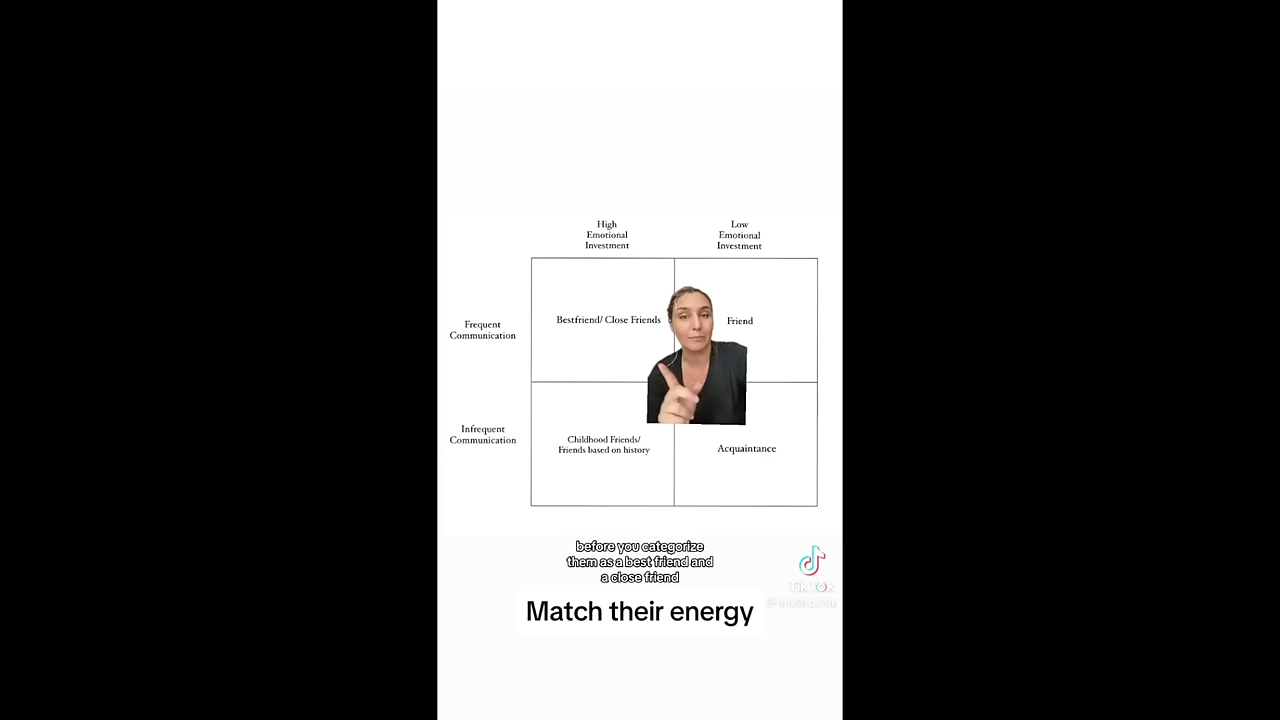 High
Emotional
Investment
Low
Emotional
Investment
Frequent
Communication
Bestfriend/ Close Friends
Friend
Infrequent
Communication
Childhood Friends/
Friends based on history
Acquaintance
before you categorize
them as a best friend and
a close friend
Match their energy
TikTok